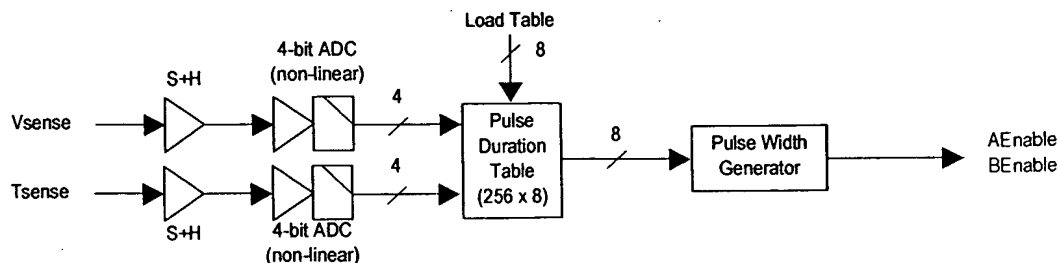 Load Table
8
4-bit ADC
(non-linear)
S+H
4
Vsense
Pulse
Duration
Table
(256 x 8)
8
Pulse Width
Generator
AEnable
BEnable
4
Tsense
S+H
4-bit ADC
(non-linear)